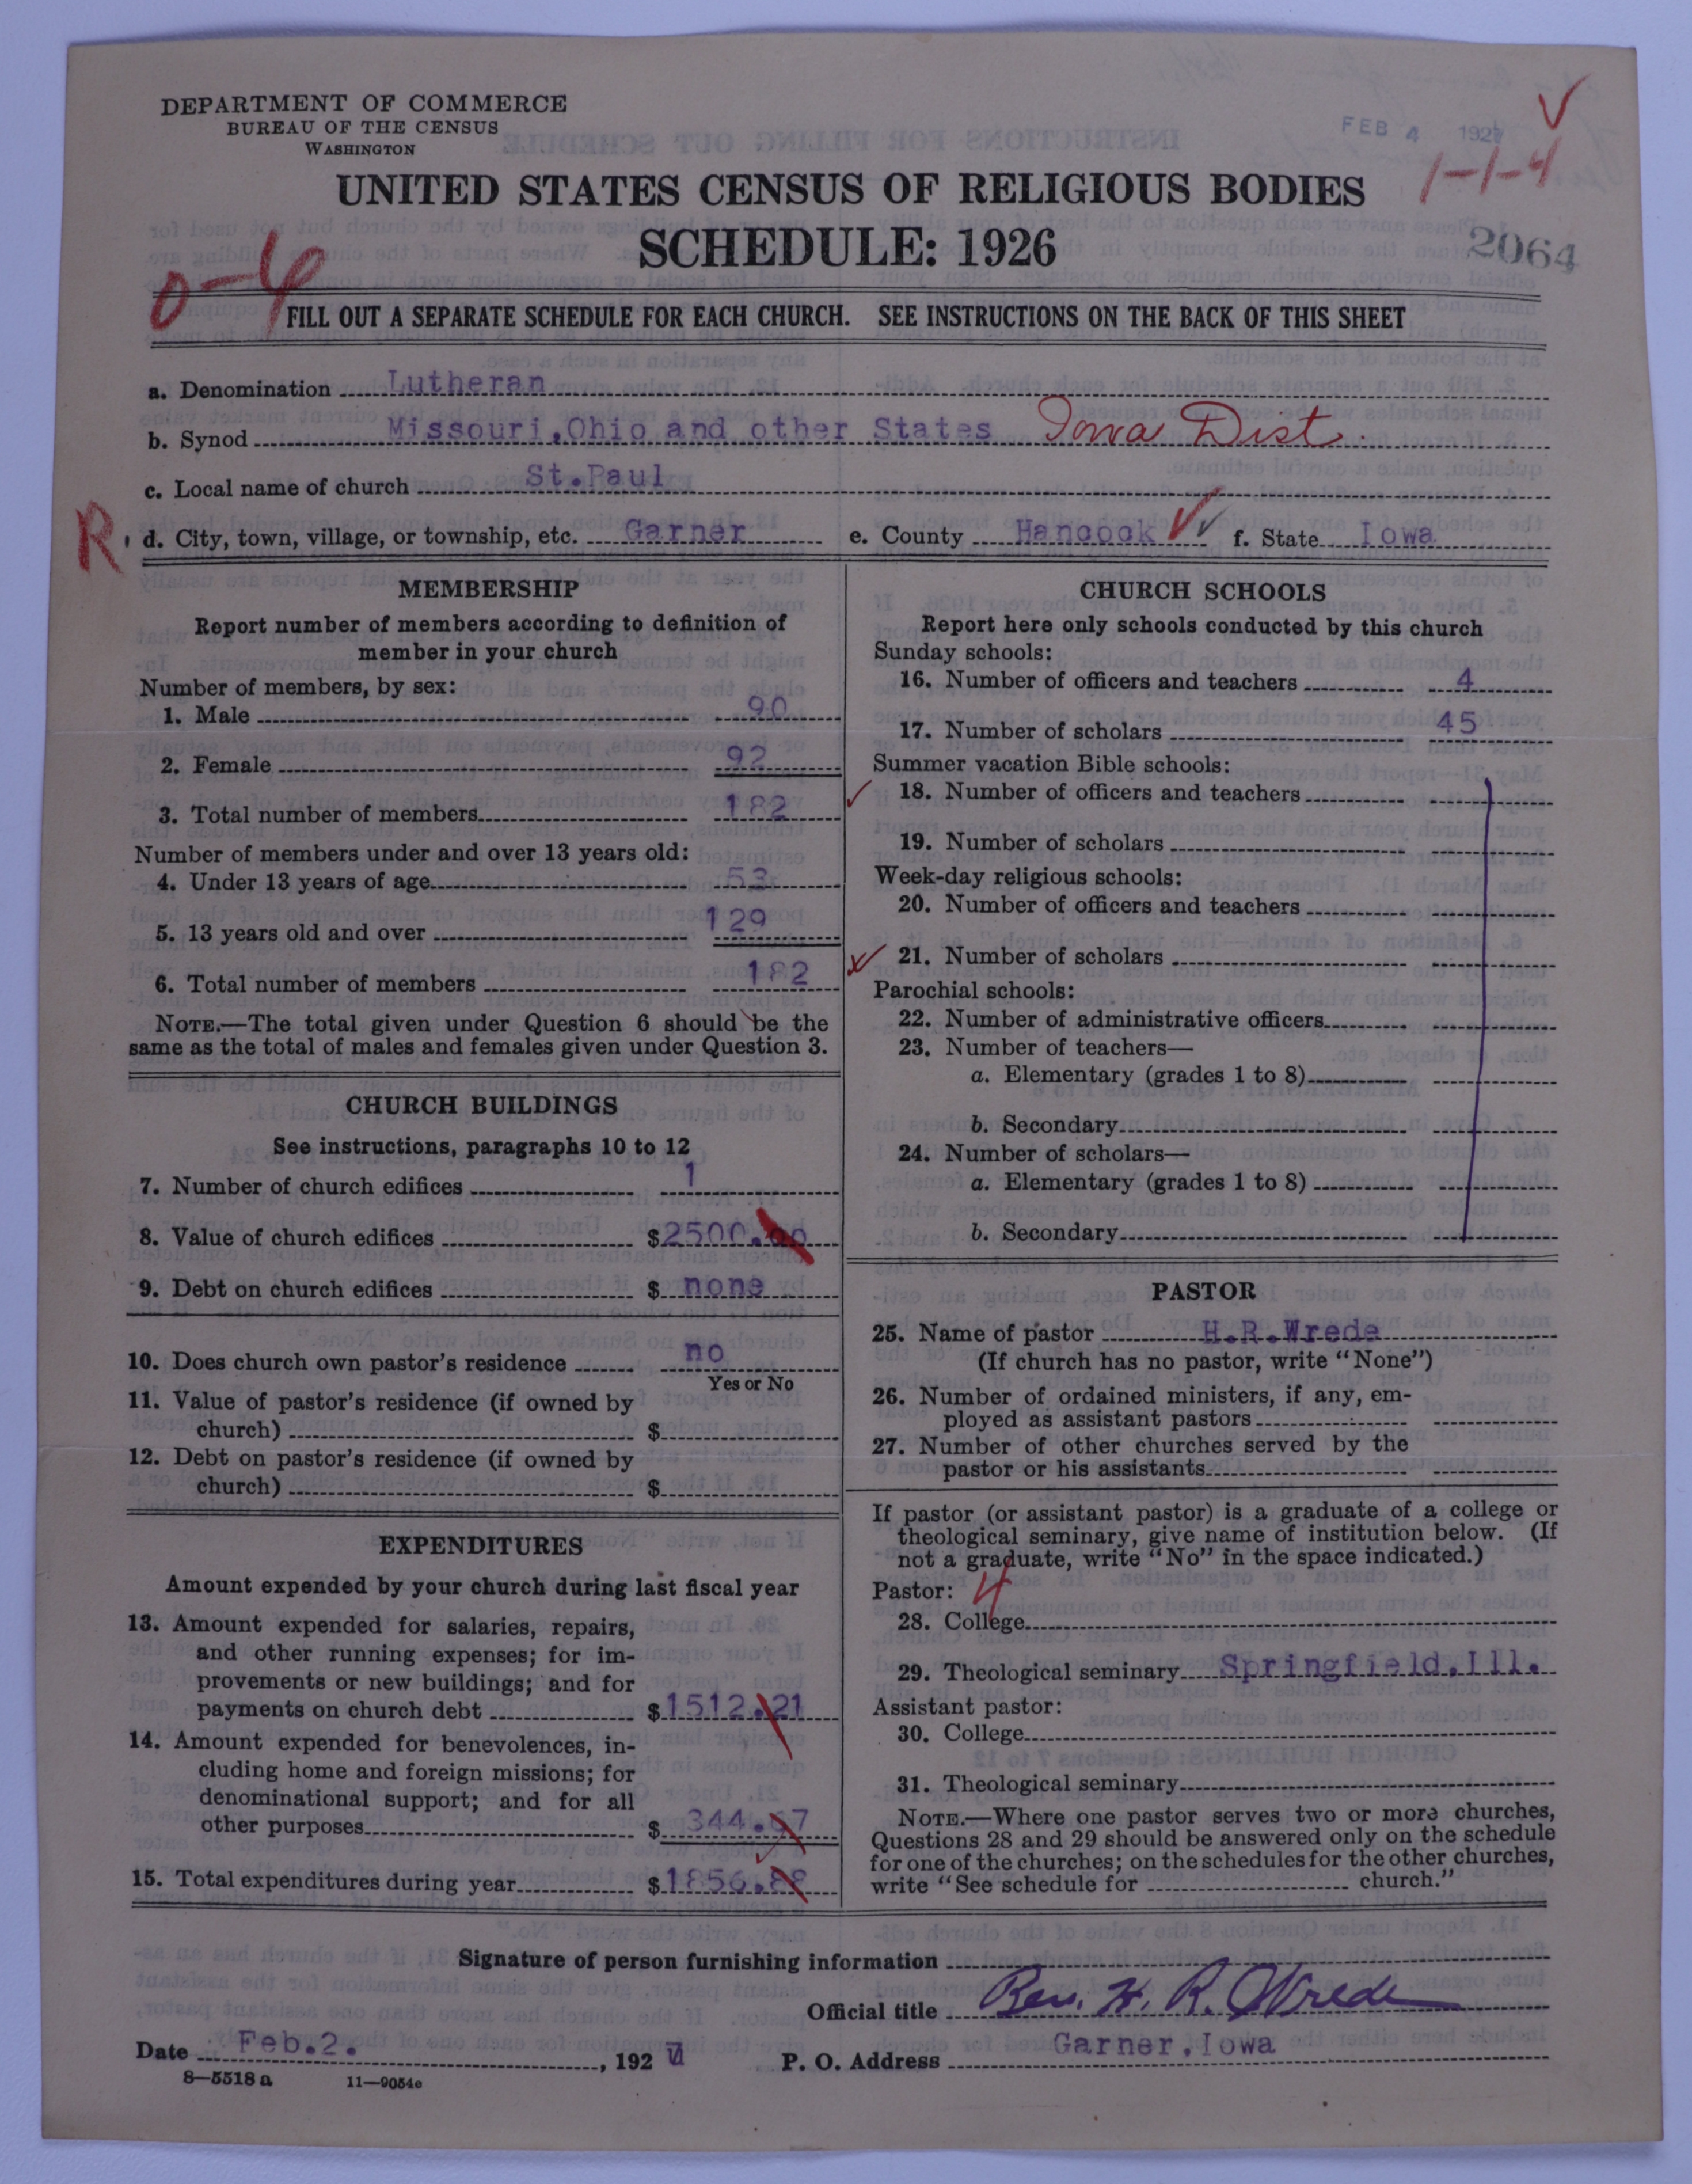 DEPARTMENT OF COMMERCE
BUREAU OF THE CENSUS
WASHINGTON
FEB 4 1927
1-1-4
UNITED STATES CENSUS OF RELIGIOUS BODIES
SCHEDULE: 1926
2064
FILL OUT A SEPARATE SCHEDULE FOR EACH CHURCH. SEE INSTRUCTIONS ON THE BACK OF THIS SHEET
a. Denomination Lutheran
b. Synod Missouri, Ohio and other States Iowa Dist.
c. Local name of church St. Paul
R
d. City, town, village, or township, etc. Garner e. County Hancock f. State Iowa
MEMBERSHIP
Report number of members according to definition of
member in your church
Number of members, by sex:
1. Male 90
2. Female 92
3. Total number of members 182
Number of members under and over 13 years old:
4. Under 13 years of age 53
5. 13 years old and over 129
6. Total number of members 182
NOTE.—The total given under Question 6 should be the
same as the total of males and females given under Question 3.
CHURCH BUILDINGS
See instructions, paragraphs 10 to 12
7. Number of church edifices 1
8. Value of church edifices $2500.00
9. Debt on church edifices $ none
10. Does church own pastor's residence no
Yes or No
11. Value of pastor's residence (if owned by
church) $
12. Debt on pastor's residence (if owned by
church) $
EXPENDITURES
Amount expended by your church during last fiscal year
13. Amount expended for salaries, repairs,
and other running expenses; for im-
provements or new buildings; and for
payments on church debt $1512.21
14. Amount expended for benevolences, in-
cluding home and foreign missions; for
denominational support; and for all
other purposes $ 344.67
15. Total expenditures during year $1856.88
CHURCH SCHOOLS
Report here only schools conducted by this church
Sunday schools:
16. Number of officers and teachers 4
17. Number of scholars 45
Summer vacation Bible schools:
18. Number of officers and teachers
19. Number of scholars
Week-day religious schools:
20. Number of officers and teachers
21. Number of scholars
Parochial schools:
22. Number of administrative officers
23. Number of teachers—
a. Elementary (grades 1 to 8)
b. Secondary
24. Number of scholars—
a. Elementary (grades 1 to 8)
b. Secondary
PASTOR
25. Name of pastor H.R.Wrede
(If church has no pastor, write "None")
26. Number of ordained ministers, if any, em-
ployed as assistant pastors
27. Number of other churches served by the
pastor or his assistants
If pastor (or assistant pastor) is a graduate of a college or
theological seminary, give name of institution below. (If
not a graduate, write "No" in the space indicated.)
Pastor: 4
28. College
29. Theological seminary Springfield, Ill.
Assistant pastor:
30. College
31. Theological seminary
NOTE.—Where one pastor serves two or more churches,
Questions 28 and 29 should be answered only on the schedule
for one of the churches; on the schedules for the other churches,
write "See schedule for church."
Signature of person furnishing information
Official title Rev. H. R. Wrede
Date Feb.2. , 192 7 P. O. Address Garner, Iowa
8—5518 a 11—9054e